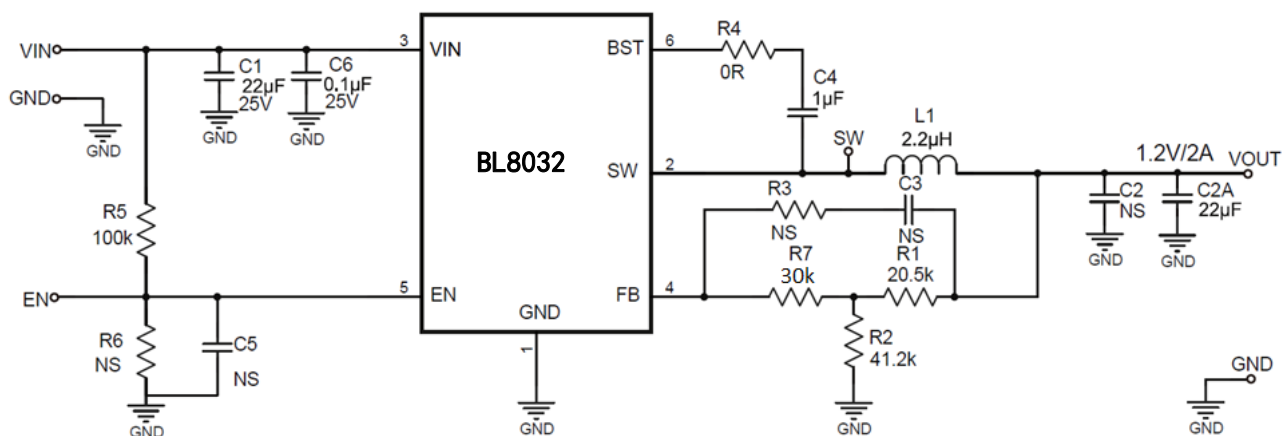 VIN
GND
GND
C1
22µF
25V
GND
C6
0.1µF
25V
GND
3
VIN
BST
6
R4
0R
C4
1µF
BL8032
SW
2
SW
L1
2.2µH
1.2V/2A
VOUT
C2
NS
GND
C2A
22µF
GND
R3
NS
C3
NS
R5
100k
R7
30k
R1
20.5k
EN
5
EN
FB
4
GND
1
GND
R6
NS
C5
NS
GND
R2
41.2k
GND
GND
GND